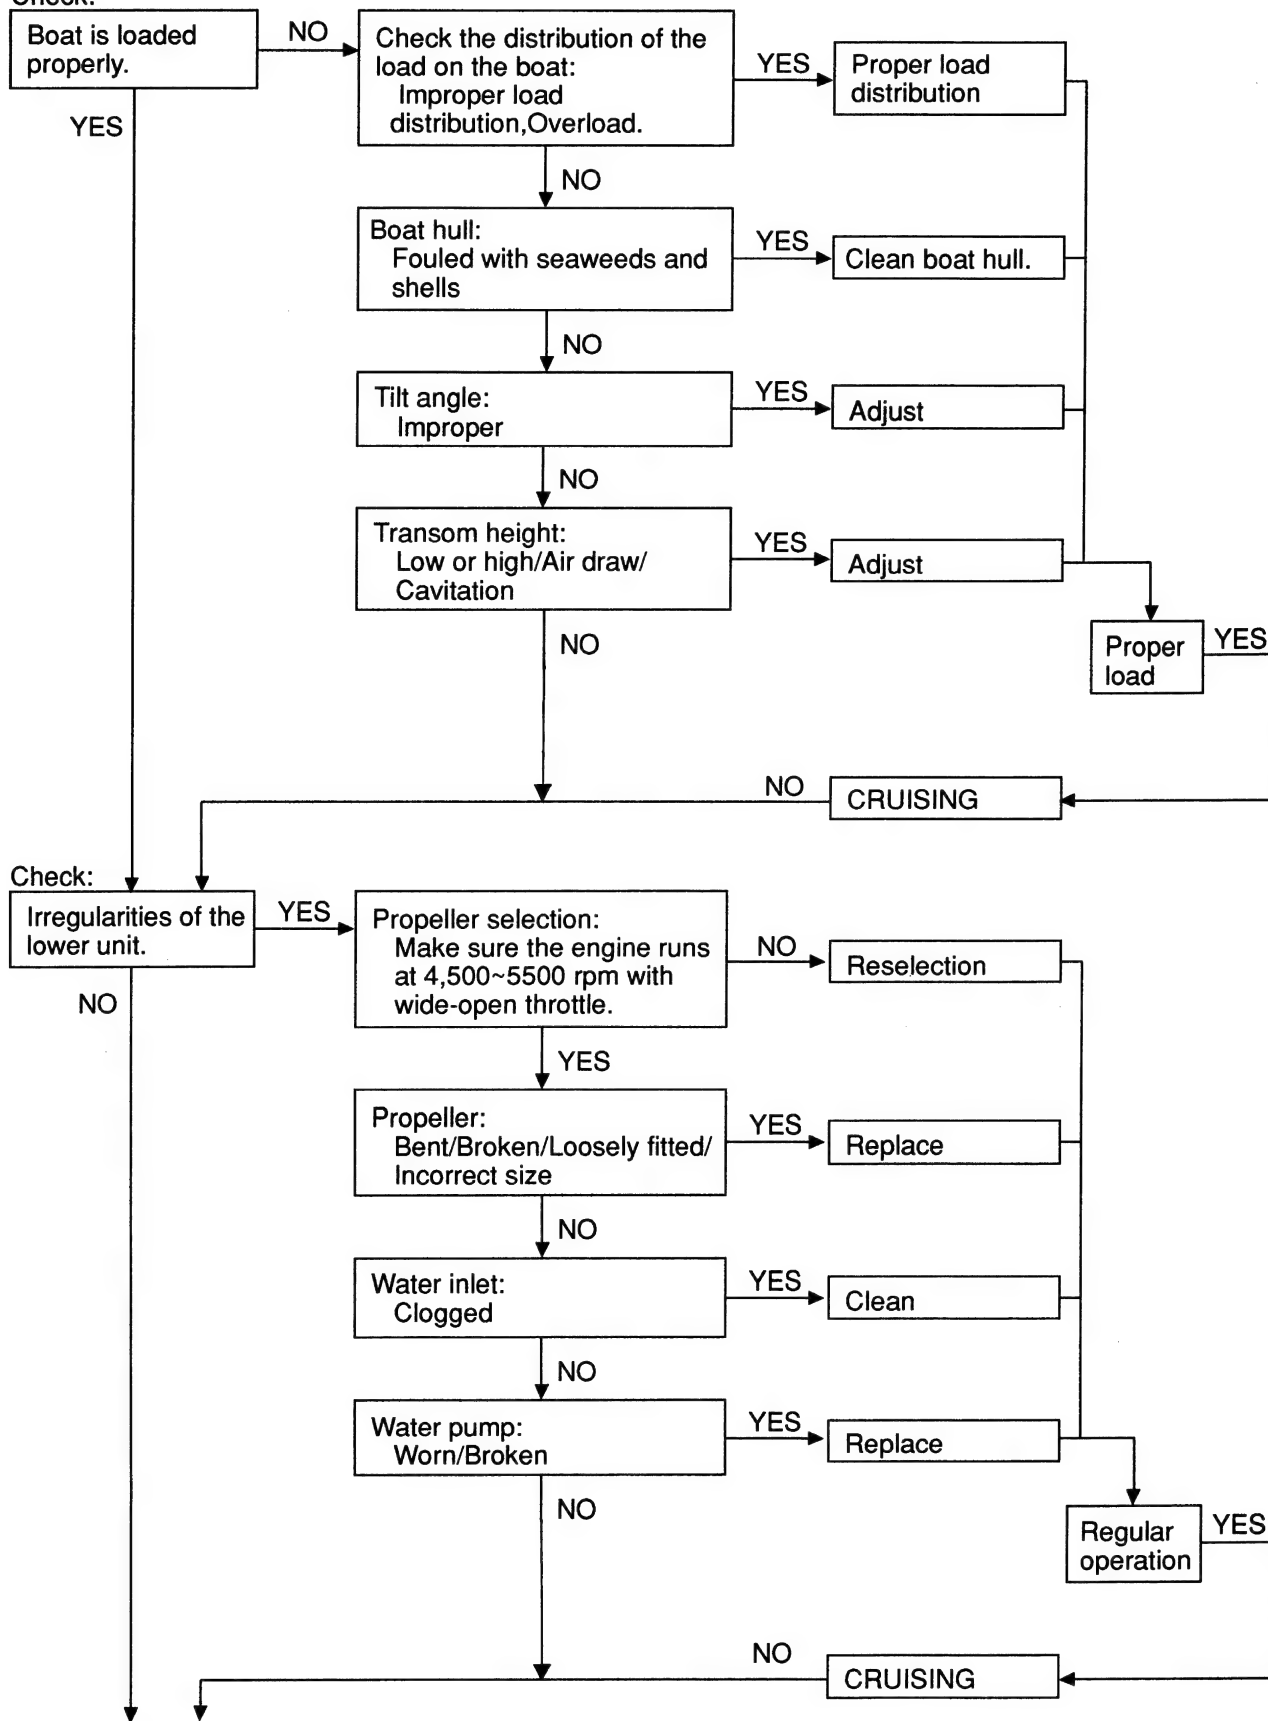 Check:
Boat is loaded
properly.
NO
Check the distribution of the
load on the boat:
Improper load
distribution,Overload.
YES
Proper load
distribution
YES
NO
Boat hull:
Fouled with seaweeds and
shells
YES
Clean boat hull.
NO
Tilt angle:
Improper
YES
Adjust
NO
Transom height:
Low or high/Air draw/
Cavitation
YES
Adjust
NO
Proper
load
YES
NO
CRUISING
Check:
Irregularities of the
lower unit.
YES
Propeller selection:
Make sure the engine runs
at 4,500~5500 rpm with
wide-open throttle.
NO
Reselection
NO
YES
Propeller:
Bent/Broken/Loosely fitted/
Incorrect size
YES
Replace
NO
Water inlet:
Clogged
YES
Clean
NO
Water pump:
Worn/Broken
YES
Replace
NO
Regular
operation
YES
NO
CRUISING